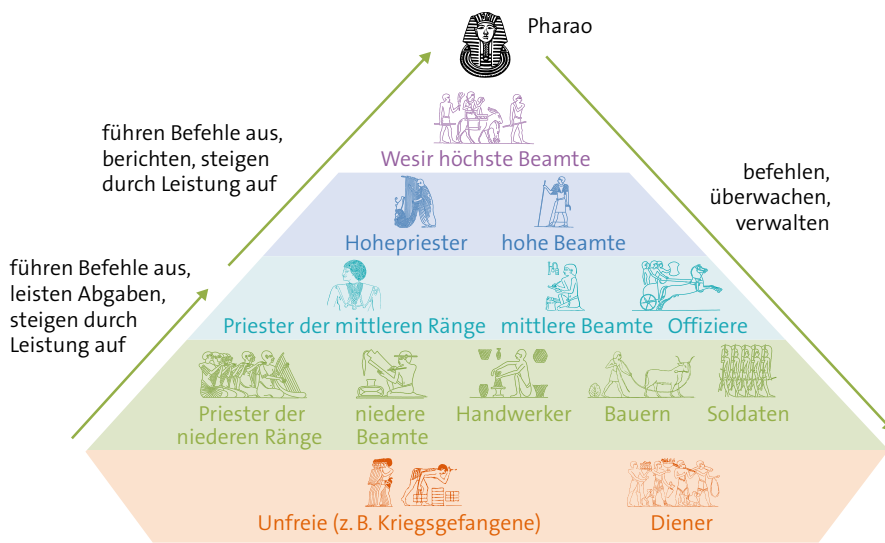 Pharao
führen Befehle aus,
berichten, steigen
durch Leistung auf
Wesir höchste Beamte
befehlen,
überwachen,
verwalten
Hohepriester hohe Beamte
führen Befehle aus,
leisten Abgaben,
steigen durch
Leistung auf
Priester der mittleren Ränge mittlere Beamte Offiziere
Priester der
niederen Ränge
niedere
Beamte
Handwerker
Bauern
Soldaten
Unfreie (z. B. Kriegsgefangene)
Diener